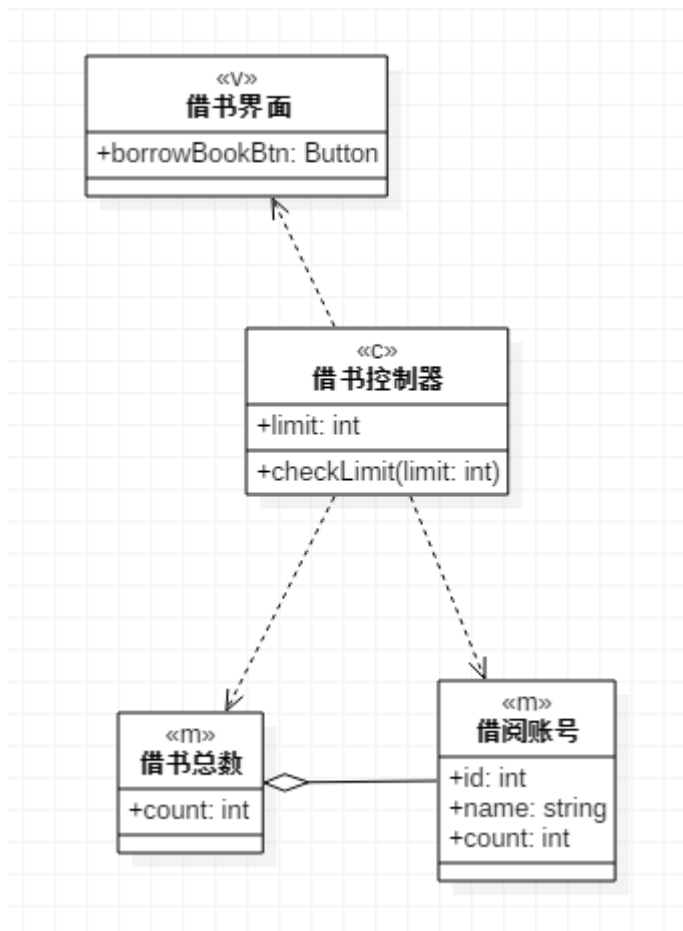 «v»
借书界面
+borrowBookBtn: Button
«c»
借书控制器
+limit: int
+checkLimit(limit: int)
«m»
借书总数
+count: int
«m»
借阅账号
+id: int
+name: string
+count: int